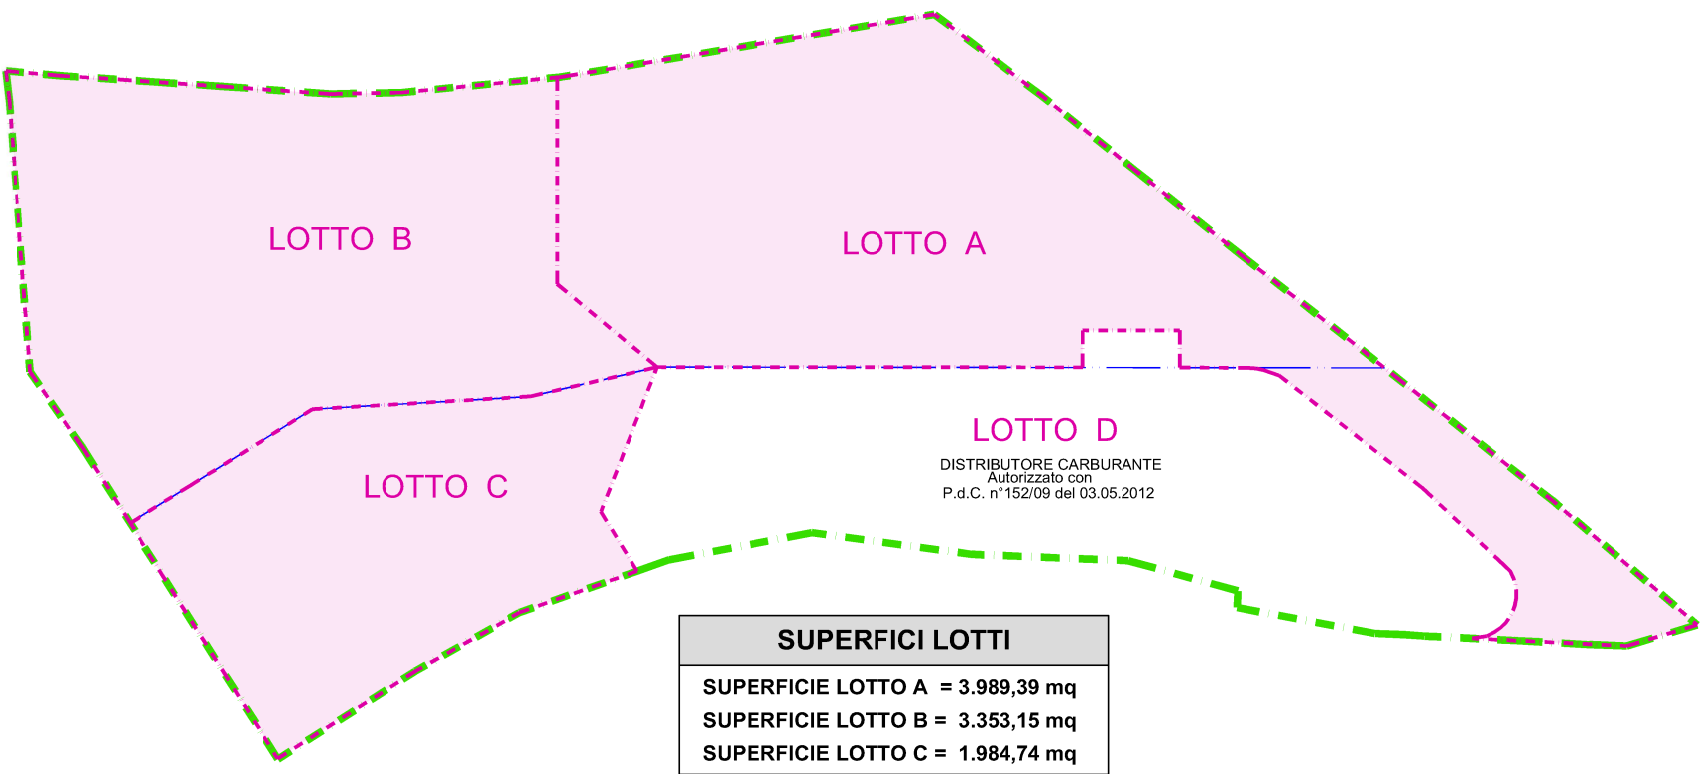 LOTTO B
LOTTO A
LOTTO C
LOTTO D
DISTRIBUTORE CARBURANTE
Autorizzato con
P.d.C. n°152/09 del 03.05.2012
SUPERFICI LOTTI
SUPERFICIE LOTTO A = 3.989,39 mq
SUPERFICIE LOTTO B = 3.353,15 mq
SUPERFICIE LOTTO C = 1.984,74 mq